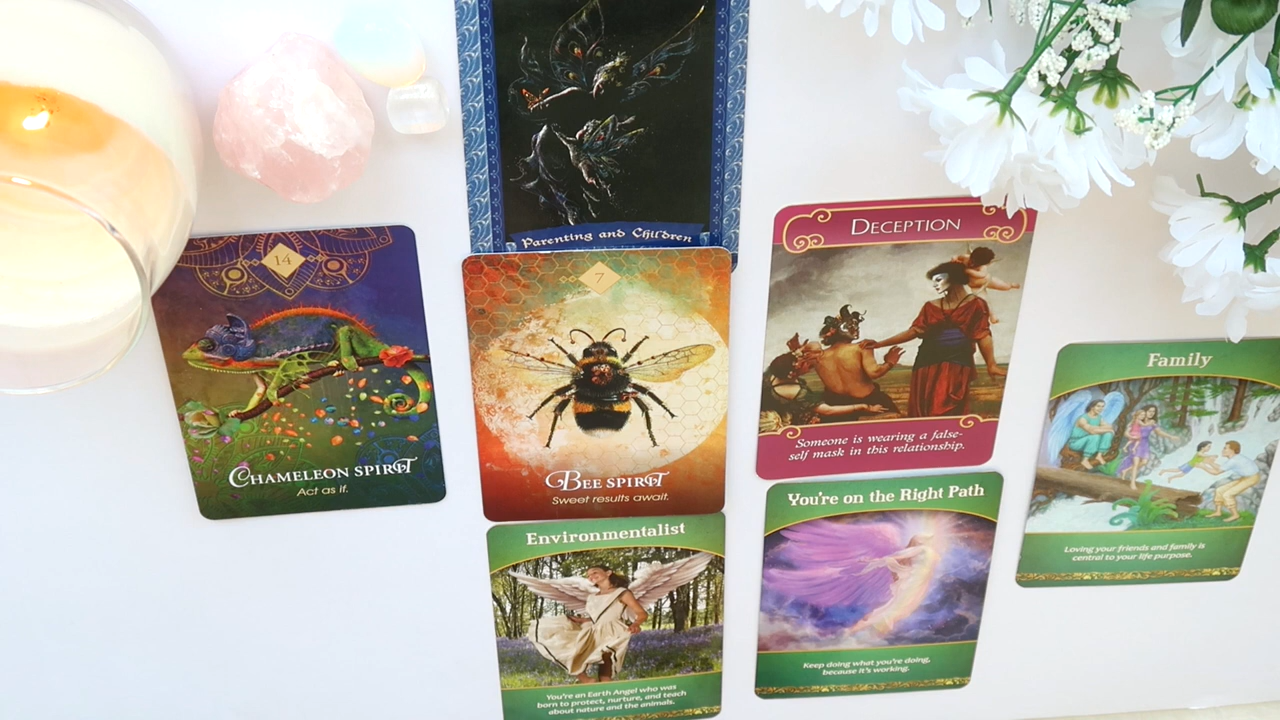 Parenting and Children
14
CHAMELEON SPIRIT
Act as if.
7
BEE SPIRIT
Sweet results await.
DECEPTION
Someone is wearing a false-
self mask in this relationship.
Family
Loving your friends and family is
central to your life purpose.
Environmentalist
You're an Earth Angel who was
born to protect, nurture, and teach
about nature and the animals.
You're on the Right Path
Keep doing what you're doing,
because it's working.